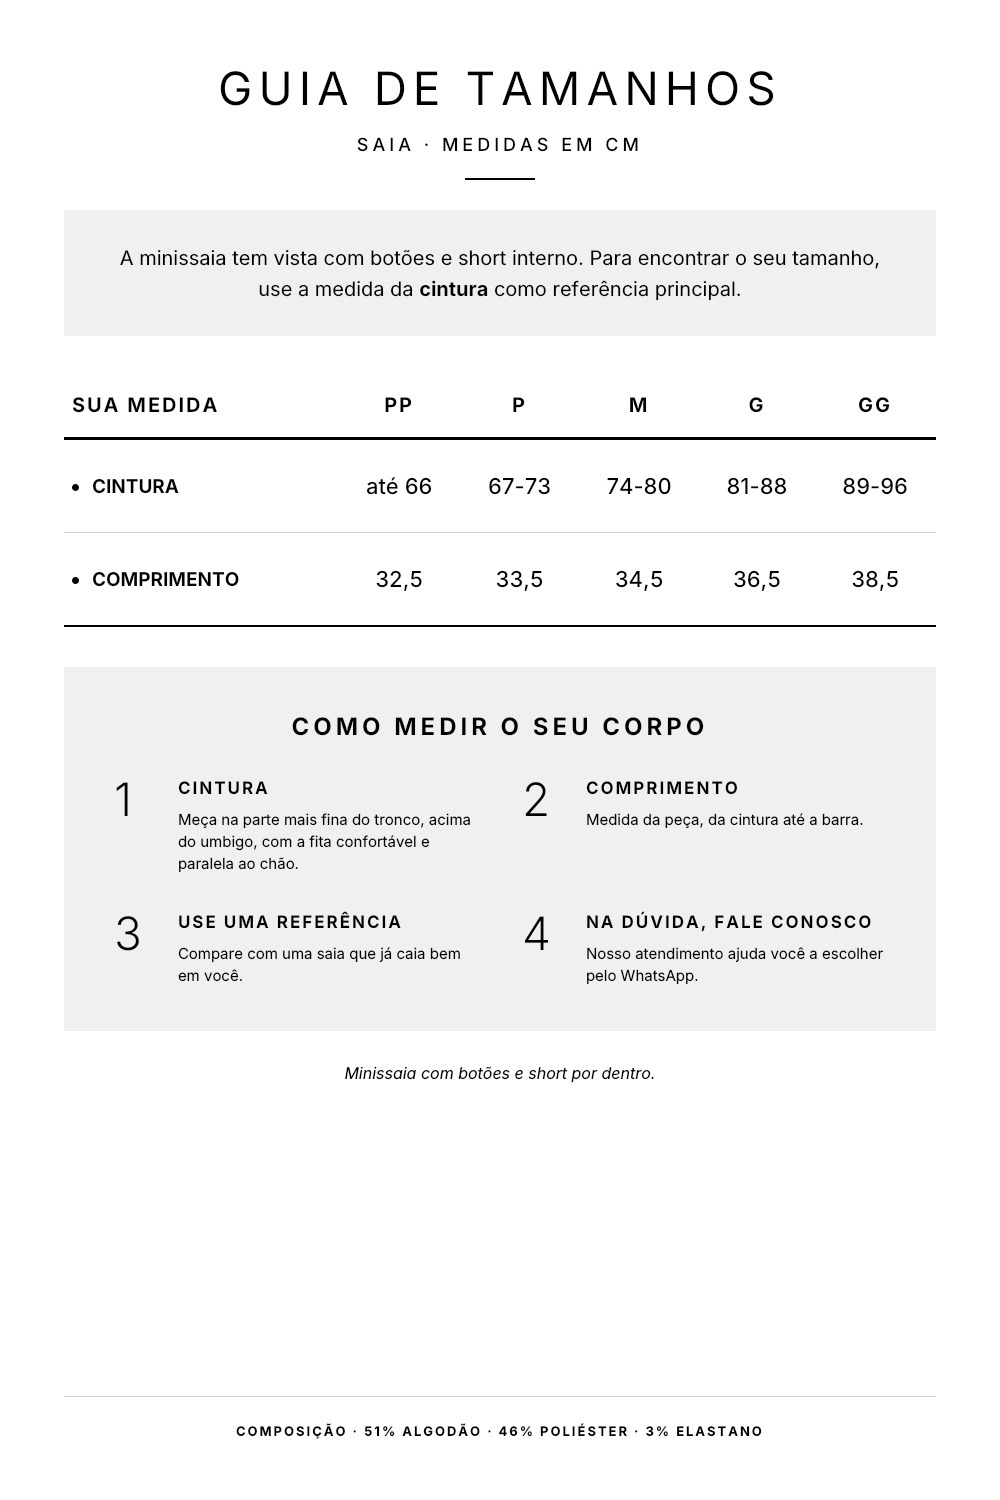 GUIA DE TAMANHOS
SAIA · MEDIDAS EM CM
A minissaia tem vista com botões e short interno. Para encontrar o seu tamanho,
use a medida da cintura como referência principal.
SUA MEDIDA PP P M G GG
• CINTURA até 66 67-73 74-80 81-88 89-96
• COMPRIMENTO 32,5 33,5 34,5 36,5 38,5
COMO MEDIR O SEU CORPO
1 CINTURA
Meça na parte mais fina do tronco, acima
do umbigo, com a fita confortável e
paralela ao chão.
2 COMPRIMENTO
Medida da peça, da cintura até a barra.
3 USE UMA REFERÊNCIA
Compare com uma saia que já caia bem
em você.
4 NA DÚVIDA, FALE CONOSCO
Nosso atendimento ajuda você a escolher
pelo WhatsApp.
Minissaia com botões e short por dentro.
COMPOSIÇÃO · 51% ALGODÃO · 46% POLIÉSTER · 3% ELASTANO